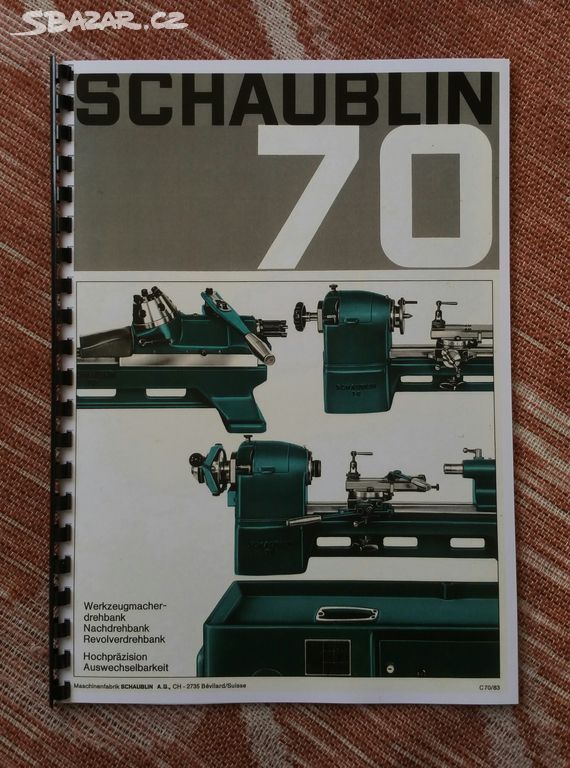 SBAZAR.CZ
SCHAUBLIN
70
SCHAUBLIN
70
SCHAUBLIN
Werkzeugmacher-
drehbank
Nachdrehbank
Revolverdrehbank
Hochpräzision
Auswechselbarkeit
Maschinenfabrik SCHAUBLIN A.G., CH - 2735 Bévilard/Suisse
C 70/83